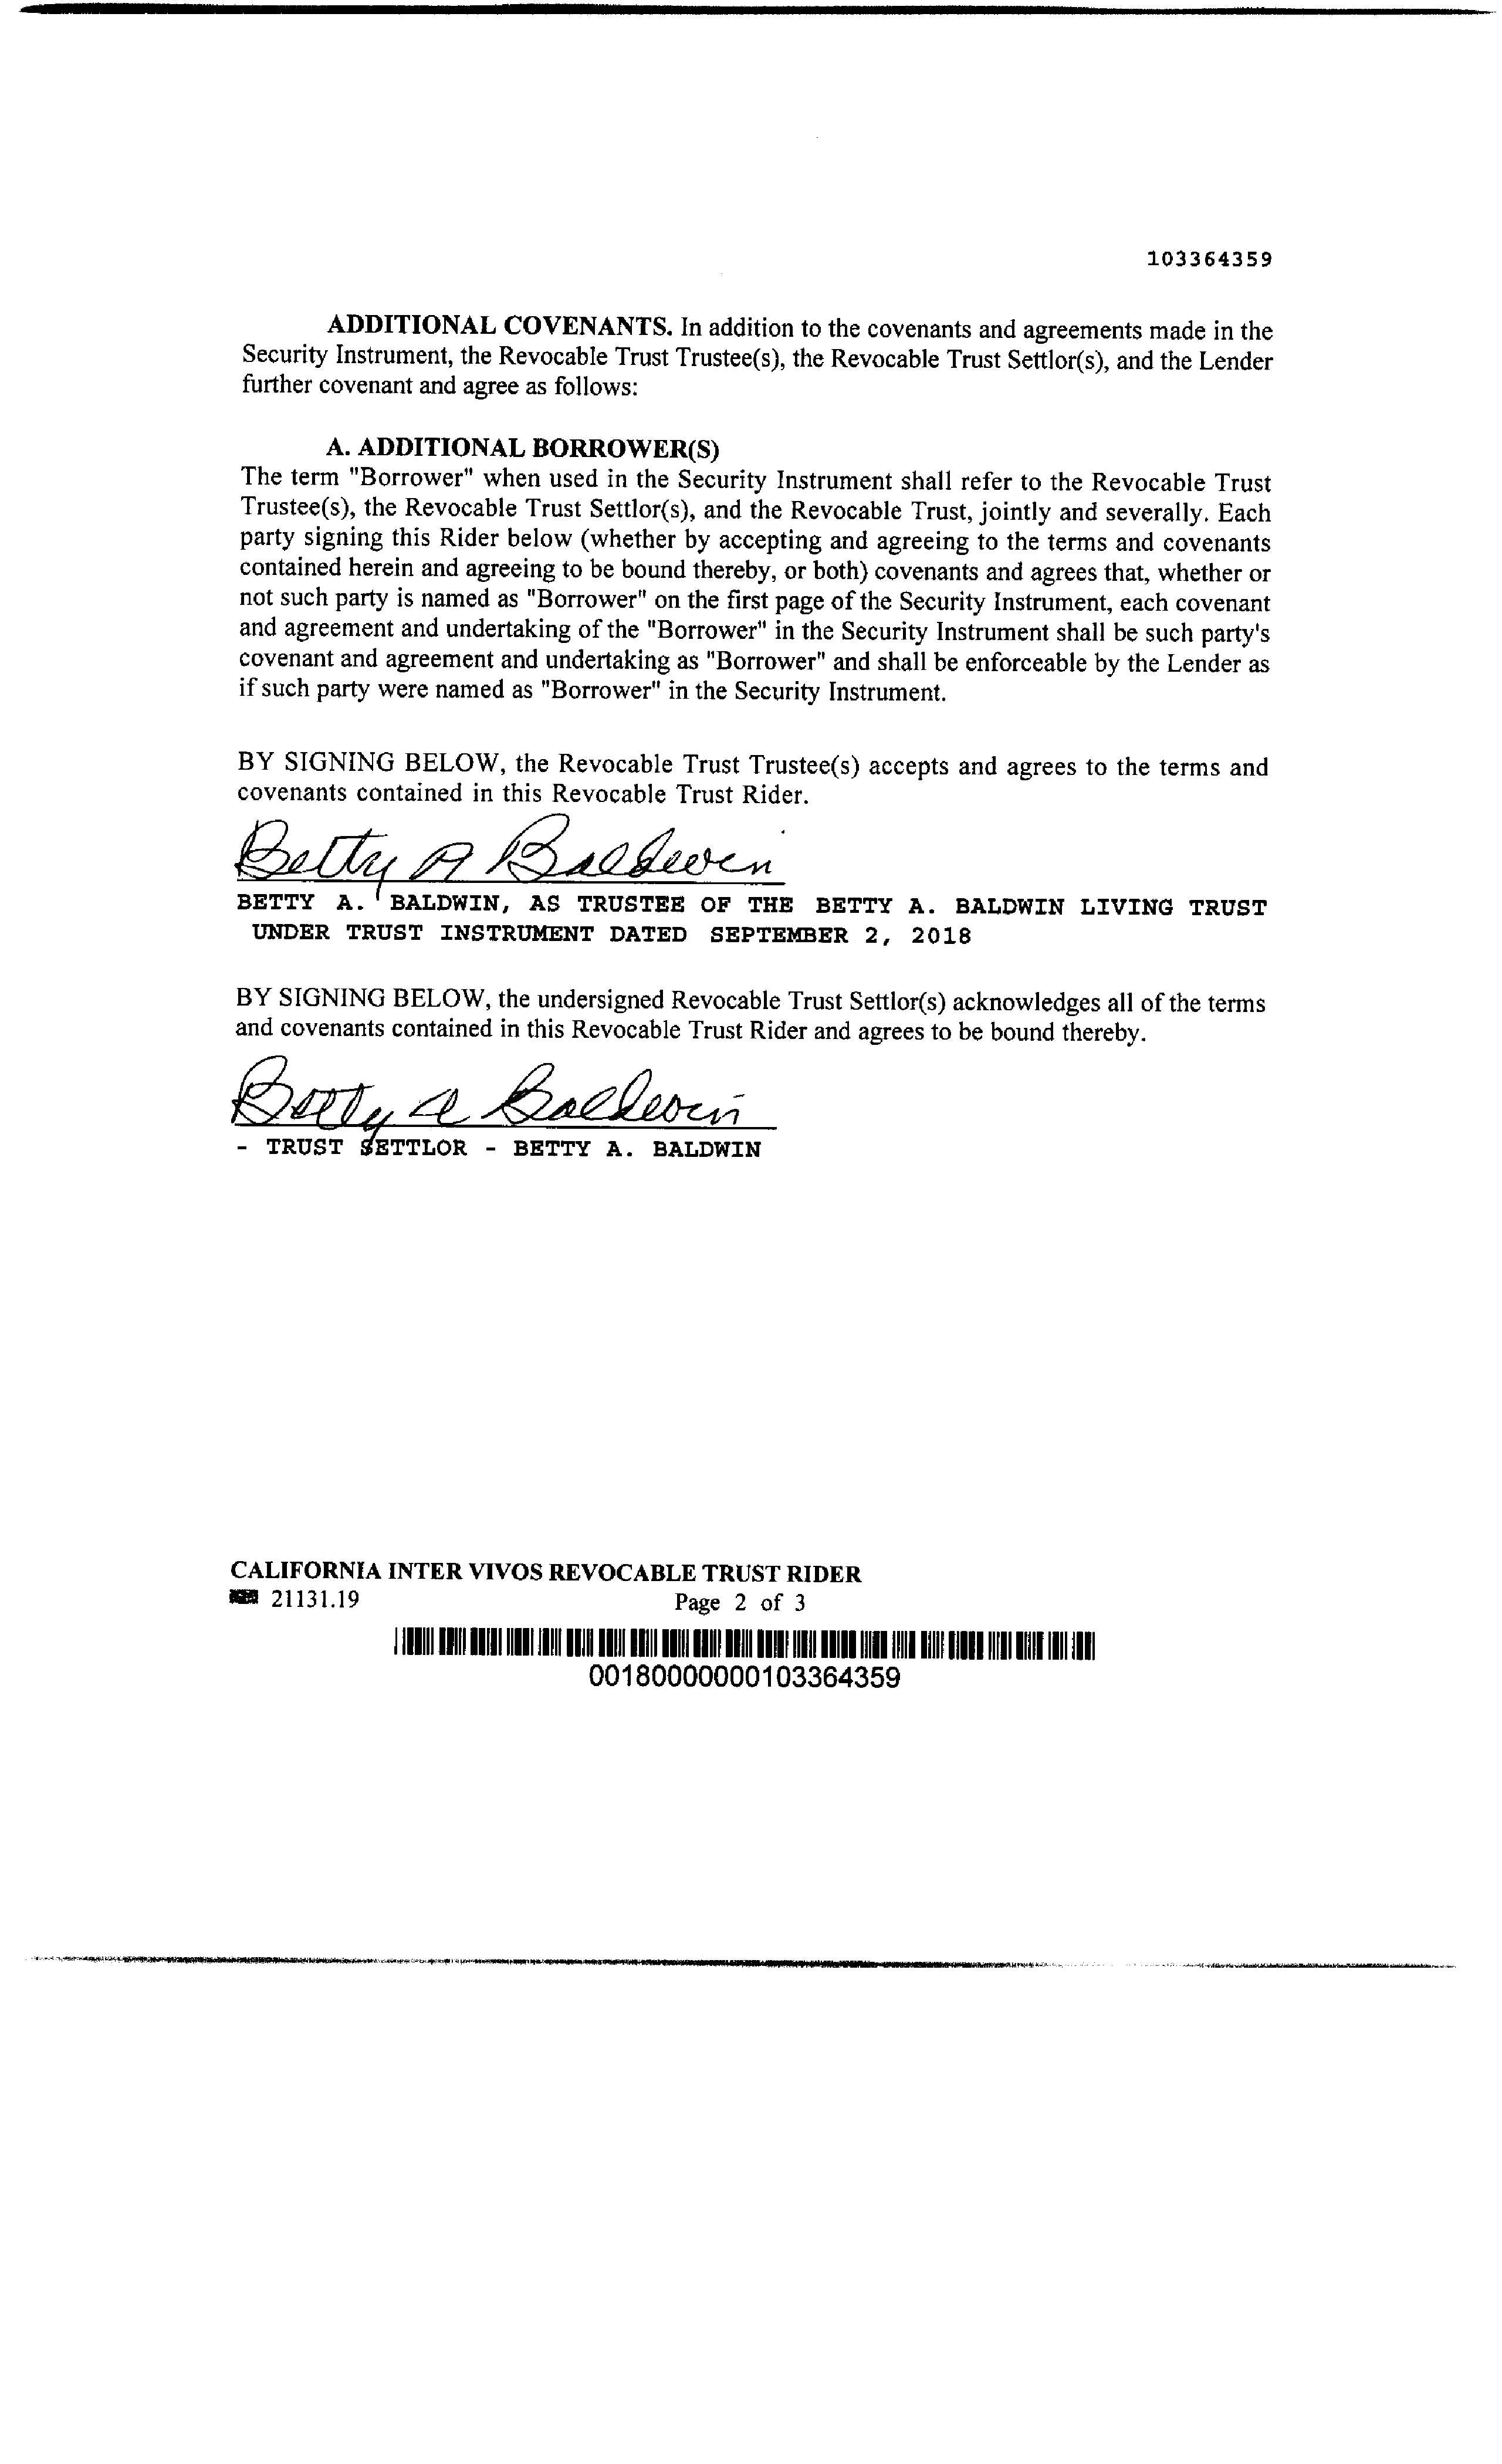 103364359
ADDITIONAL COVENANTS. In addition to the covenants and agreements made in the
Security Instrument, the Revocable Trust Trustee(s), the Revocable Trust Settlor(s), and the Lender
further covenant and agree as follows:
A. ADDITIONAL BORROWER(S)
The term "Borrower" when used in the Security Instrument shall refer to the Revocable Trust
Trustee(s), the Revocable Trust Settlor(s), and the Revocable Trust, jointly and severally. Each
party signing this Rider below (whether by accepting and agreeing to the terms and covenants
contained herein and agreeing to be bound thereby, or both) covenants and agrees that, whether or
not such party is named as "Borrower" on the first page of the Security Instrument, each covenant
and agreement and undertaking of the "Borrower" in the Security Instrument shall be such party's
covenant and agreement and undertaking as "Borrower" and shall be enforceable by the Lender as
if such party were named as "Borrower" in the Security Instrument.
BY SIGNING BELOW, the Revocable Trust Trustee(s) accepts and agrees to the terms and
covenants contained in this Revocable Trust Rider.
Betty A Baldwin
BETTY A. BALDWIN, AS TRUSTEE OF THE BETTY A. BALDWIN LIVING TRUST
UNDER TRUST INSTRUMENT DATED SEPTEMBER 2, 2018
BY SIGNING BELOW, the undersigned Revocable Trust Settlor(s) acknowledges all of the terms
and covenants contained in this Revocable Trust Rider and agrees to be bound thereby.
Betty A Baldwin
- TRUST SETTLOR - BETTY A. BALDWIN
CALIFORNIA INTER VIVOS REVOCABLE TRUST RIDER
21131.19 Page 2 of 3
00180000000103364359